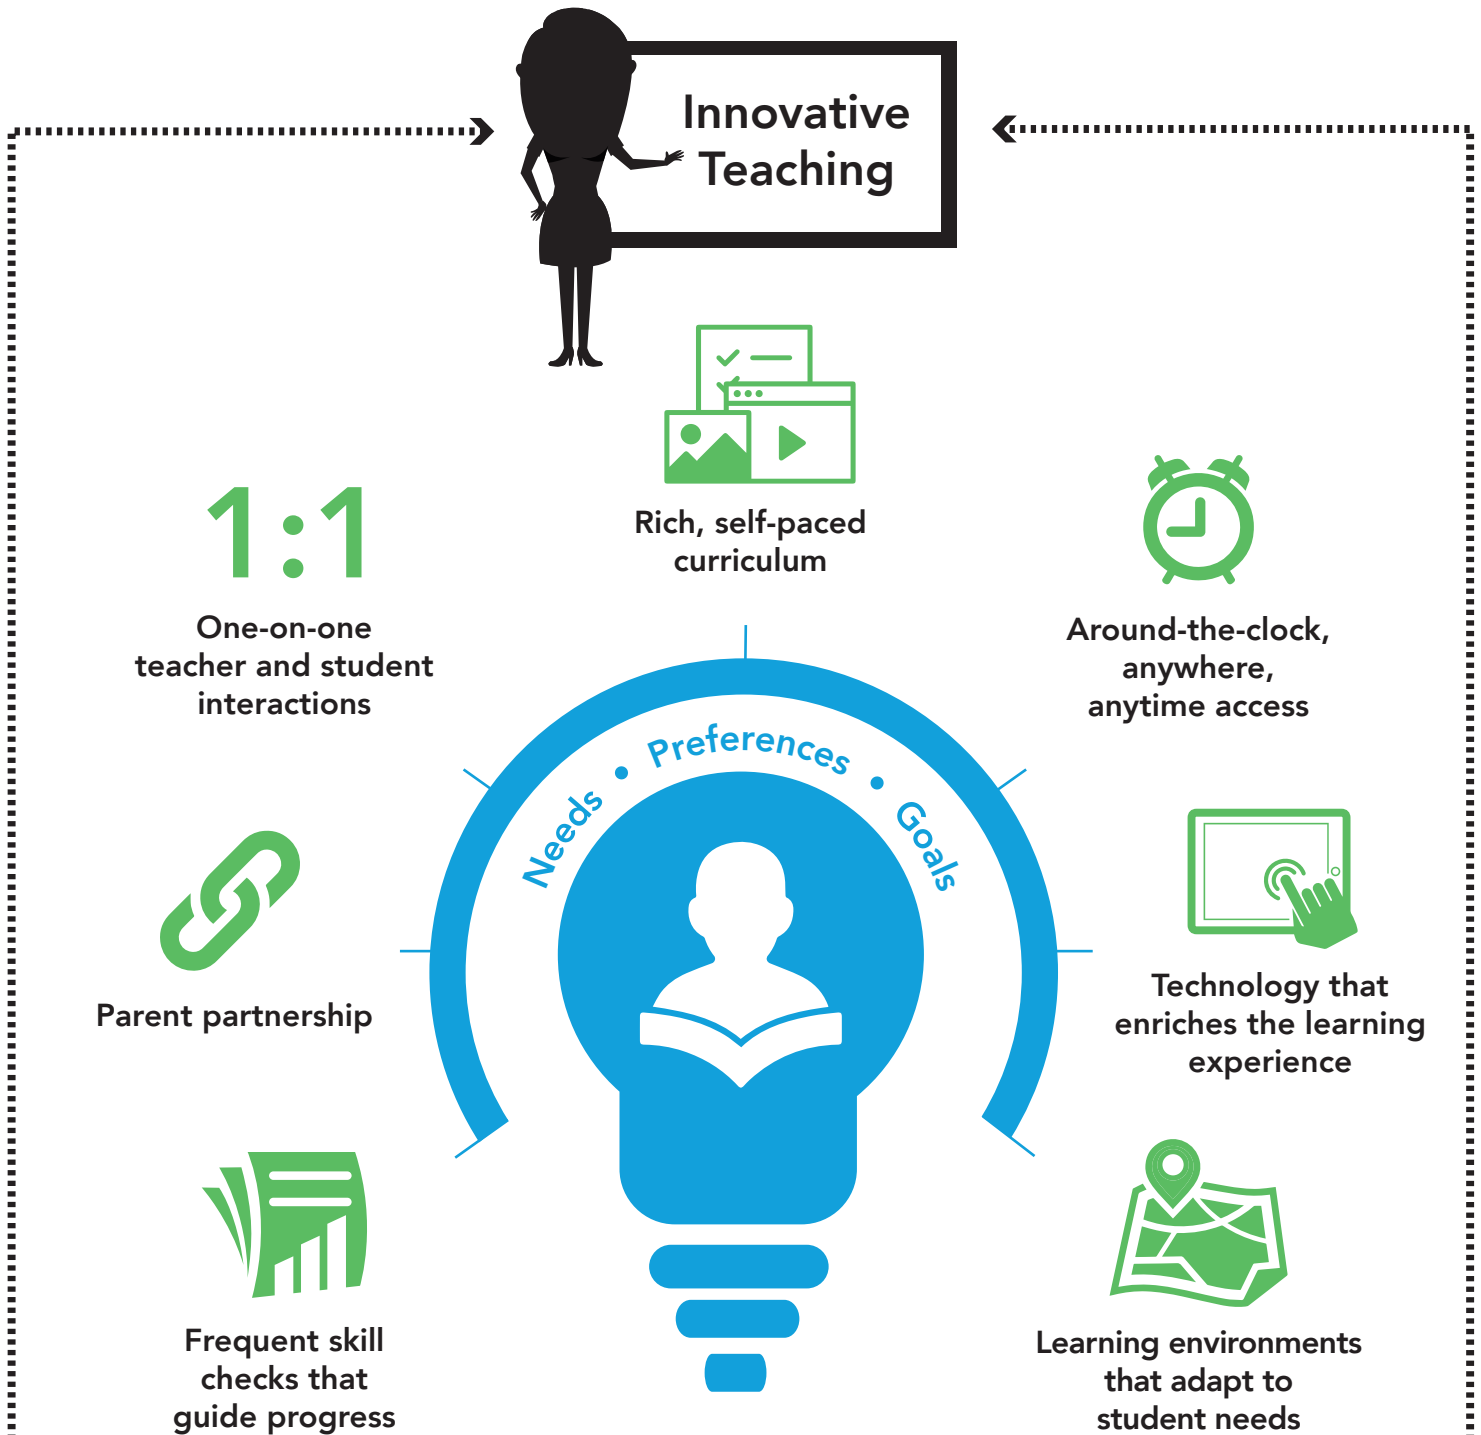 Innovative
Teaching
Rich, self-paced
curriculum
1:1
One-on-one
teacher and student
interactions
Around-the-clock,
anywhere,
anytime access
Needs • Preferences • Goals
Parent partnership
Technology that
enriches the learning
experience
Frequent skill
checks that
guide progress
Learning environments
that adapt to
student needs